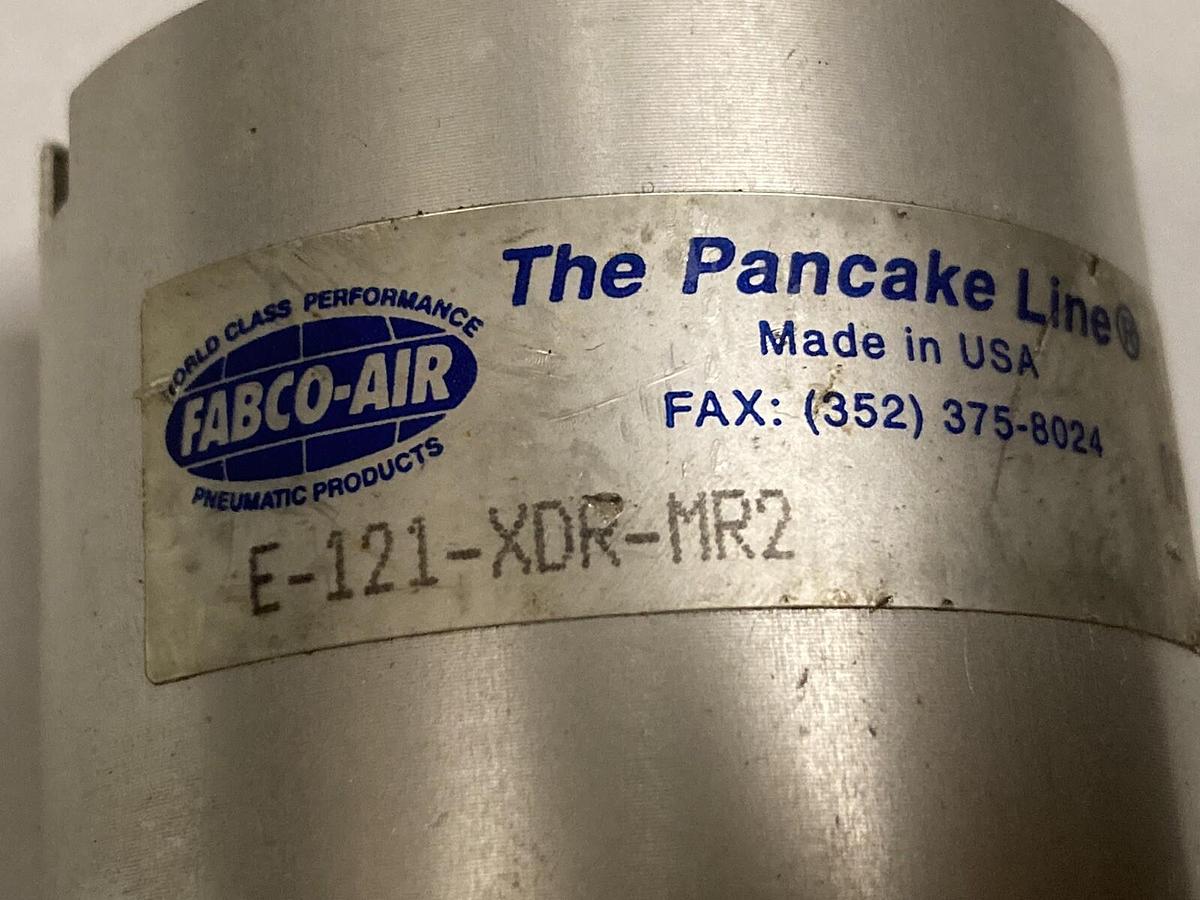 WORLD CLASS PERFORMANCE
FABCO-AIR
PNEUMATIC PRODUCTS
The Pancake Line®
Made in USA
FAX: (352) 375-8024
E-121-XDR-MR2